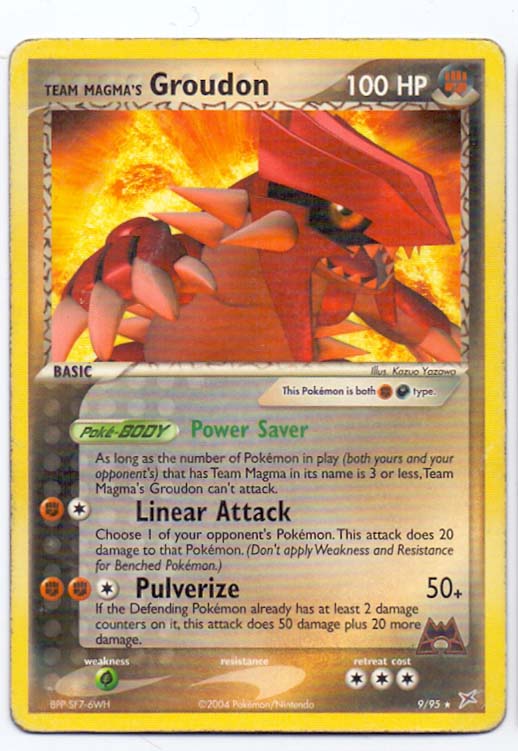 TEAM MAGMA'S Groudon 100 HP
BASIC
Illus. Kazuo Yazawa
This Pokémon is both type.
Poké-BODY Power Saver
As long as the number of Pokémon in play (both yours and your
opponent's) that has Team Magma in its name is 3 or less, Team
Magma's Groudon can't attack.
Linear Attack
Choose 1 of your opponent's Pokémon. This attack does 20
damage to that Pokémon. (Don't apply Weakness and Resistance
for Benched Pokémon.)
Pulverize 50+
If the Defending Pokémon already has at least 2 damage
counters on it, this attack does 50 damage plus 20 more
damage.
weakness resistance retreat cost
BPP-SF7-6WH ©2004 Pokémon/Nintendo 9/95 ★